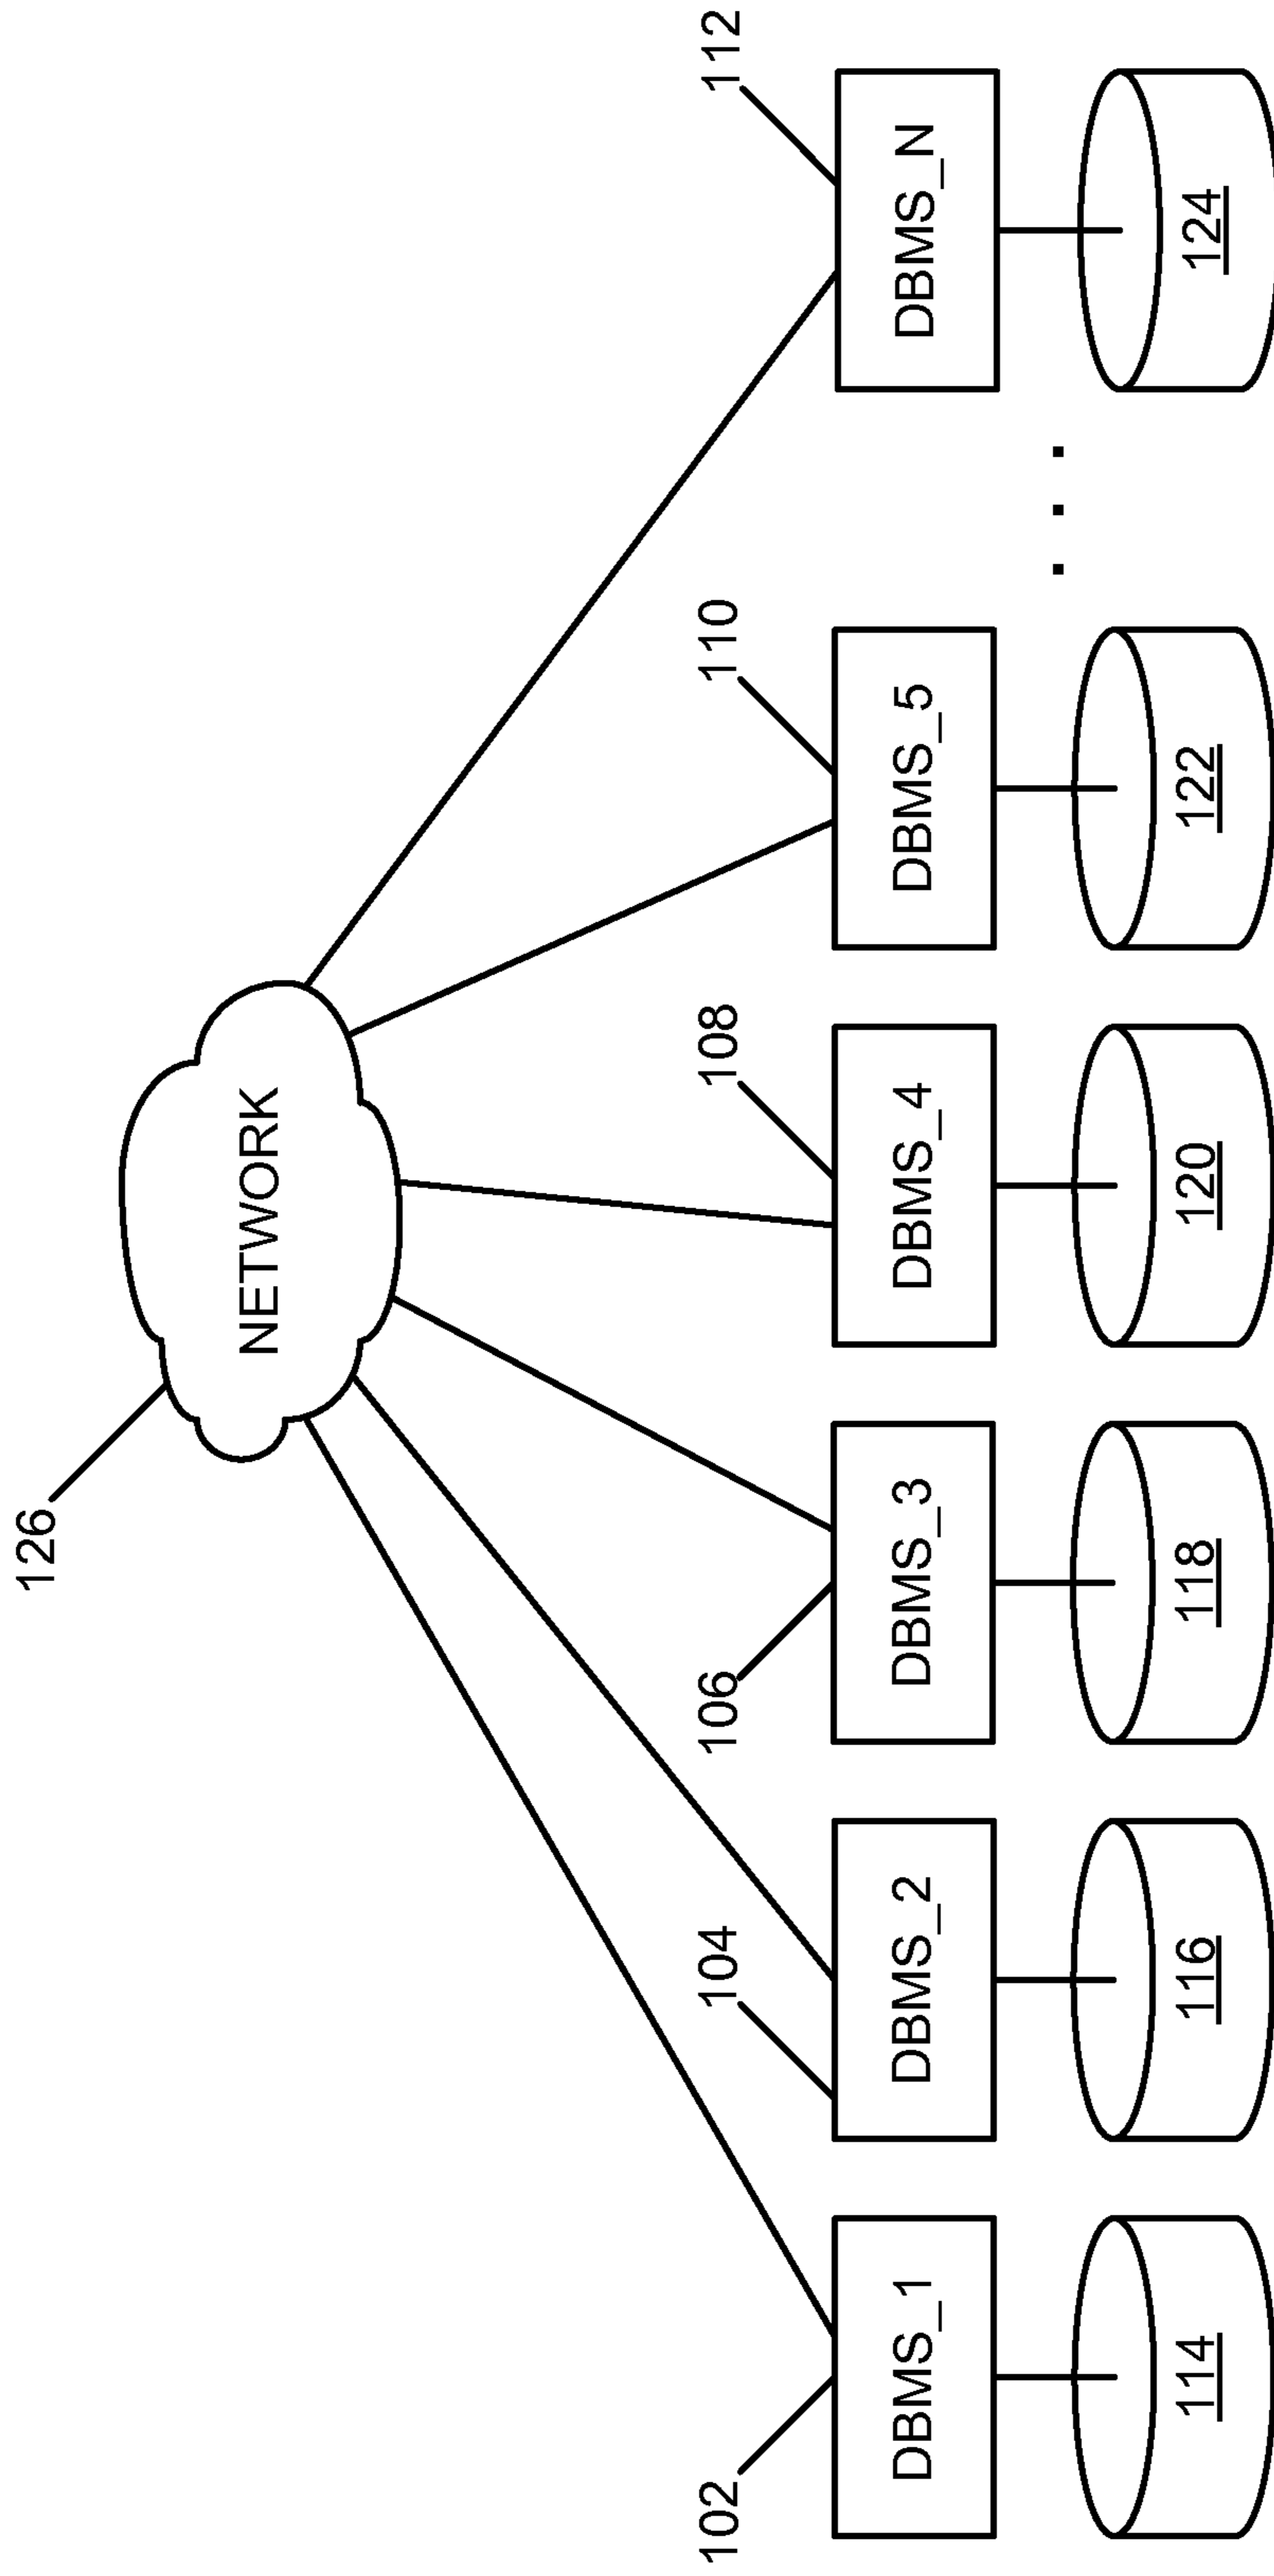 126
NETWORK
102
104
106
108
110
112
DBMS_1
DBMS_2
DBMS_3
DBMS_4
DBMS_5
. . .
DBMS_N
114
116
118
120
122
124